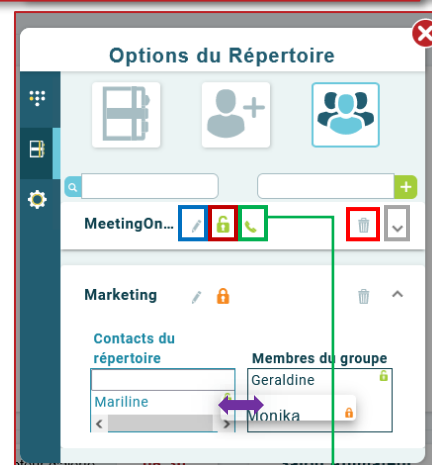 Options du Répertoire
MeetingOn...
Marketing
Contacts du
répertoire
Membres du groupe
Geraldine
Mariline
Monika